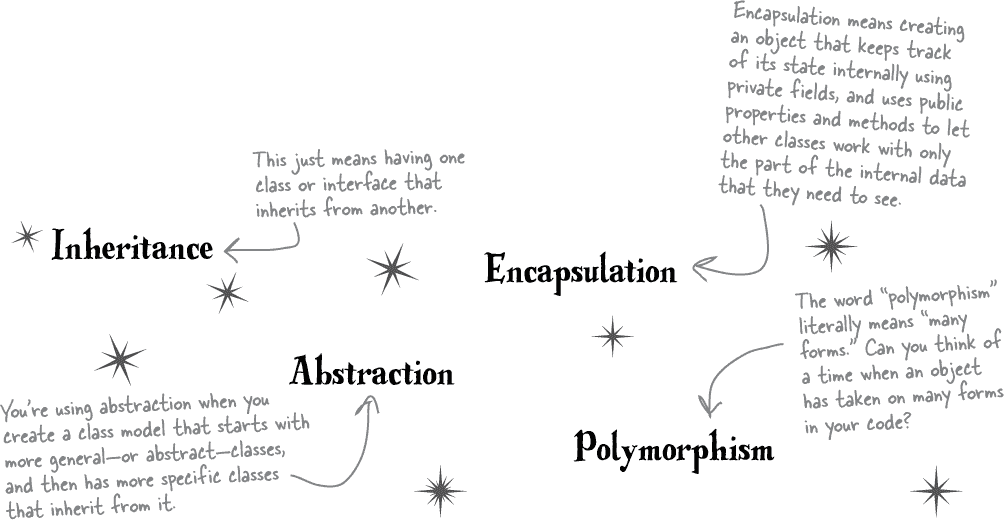 Encapsulation means creating
an object that keeps track
of its state internally using
private fields, and uses public
properties and methods to let
other classes work with only
the part of the internal data
that they need to see.
This just means having one
class or interface that
inherits from another.
Inheritance
Encapsulation
The word “polymorphism”
literally means “many
forms.” Can you think of
a time when an object
has taken on many forms
in your code?
Abstraction
You’re using abstraction when you
create a class model that starts with
more general—or abstract—classes,
and then has more specific classes
that inherit from it.
Polymorphism